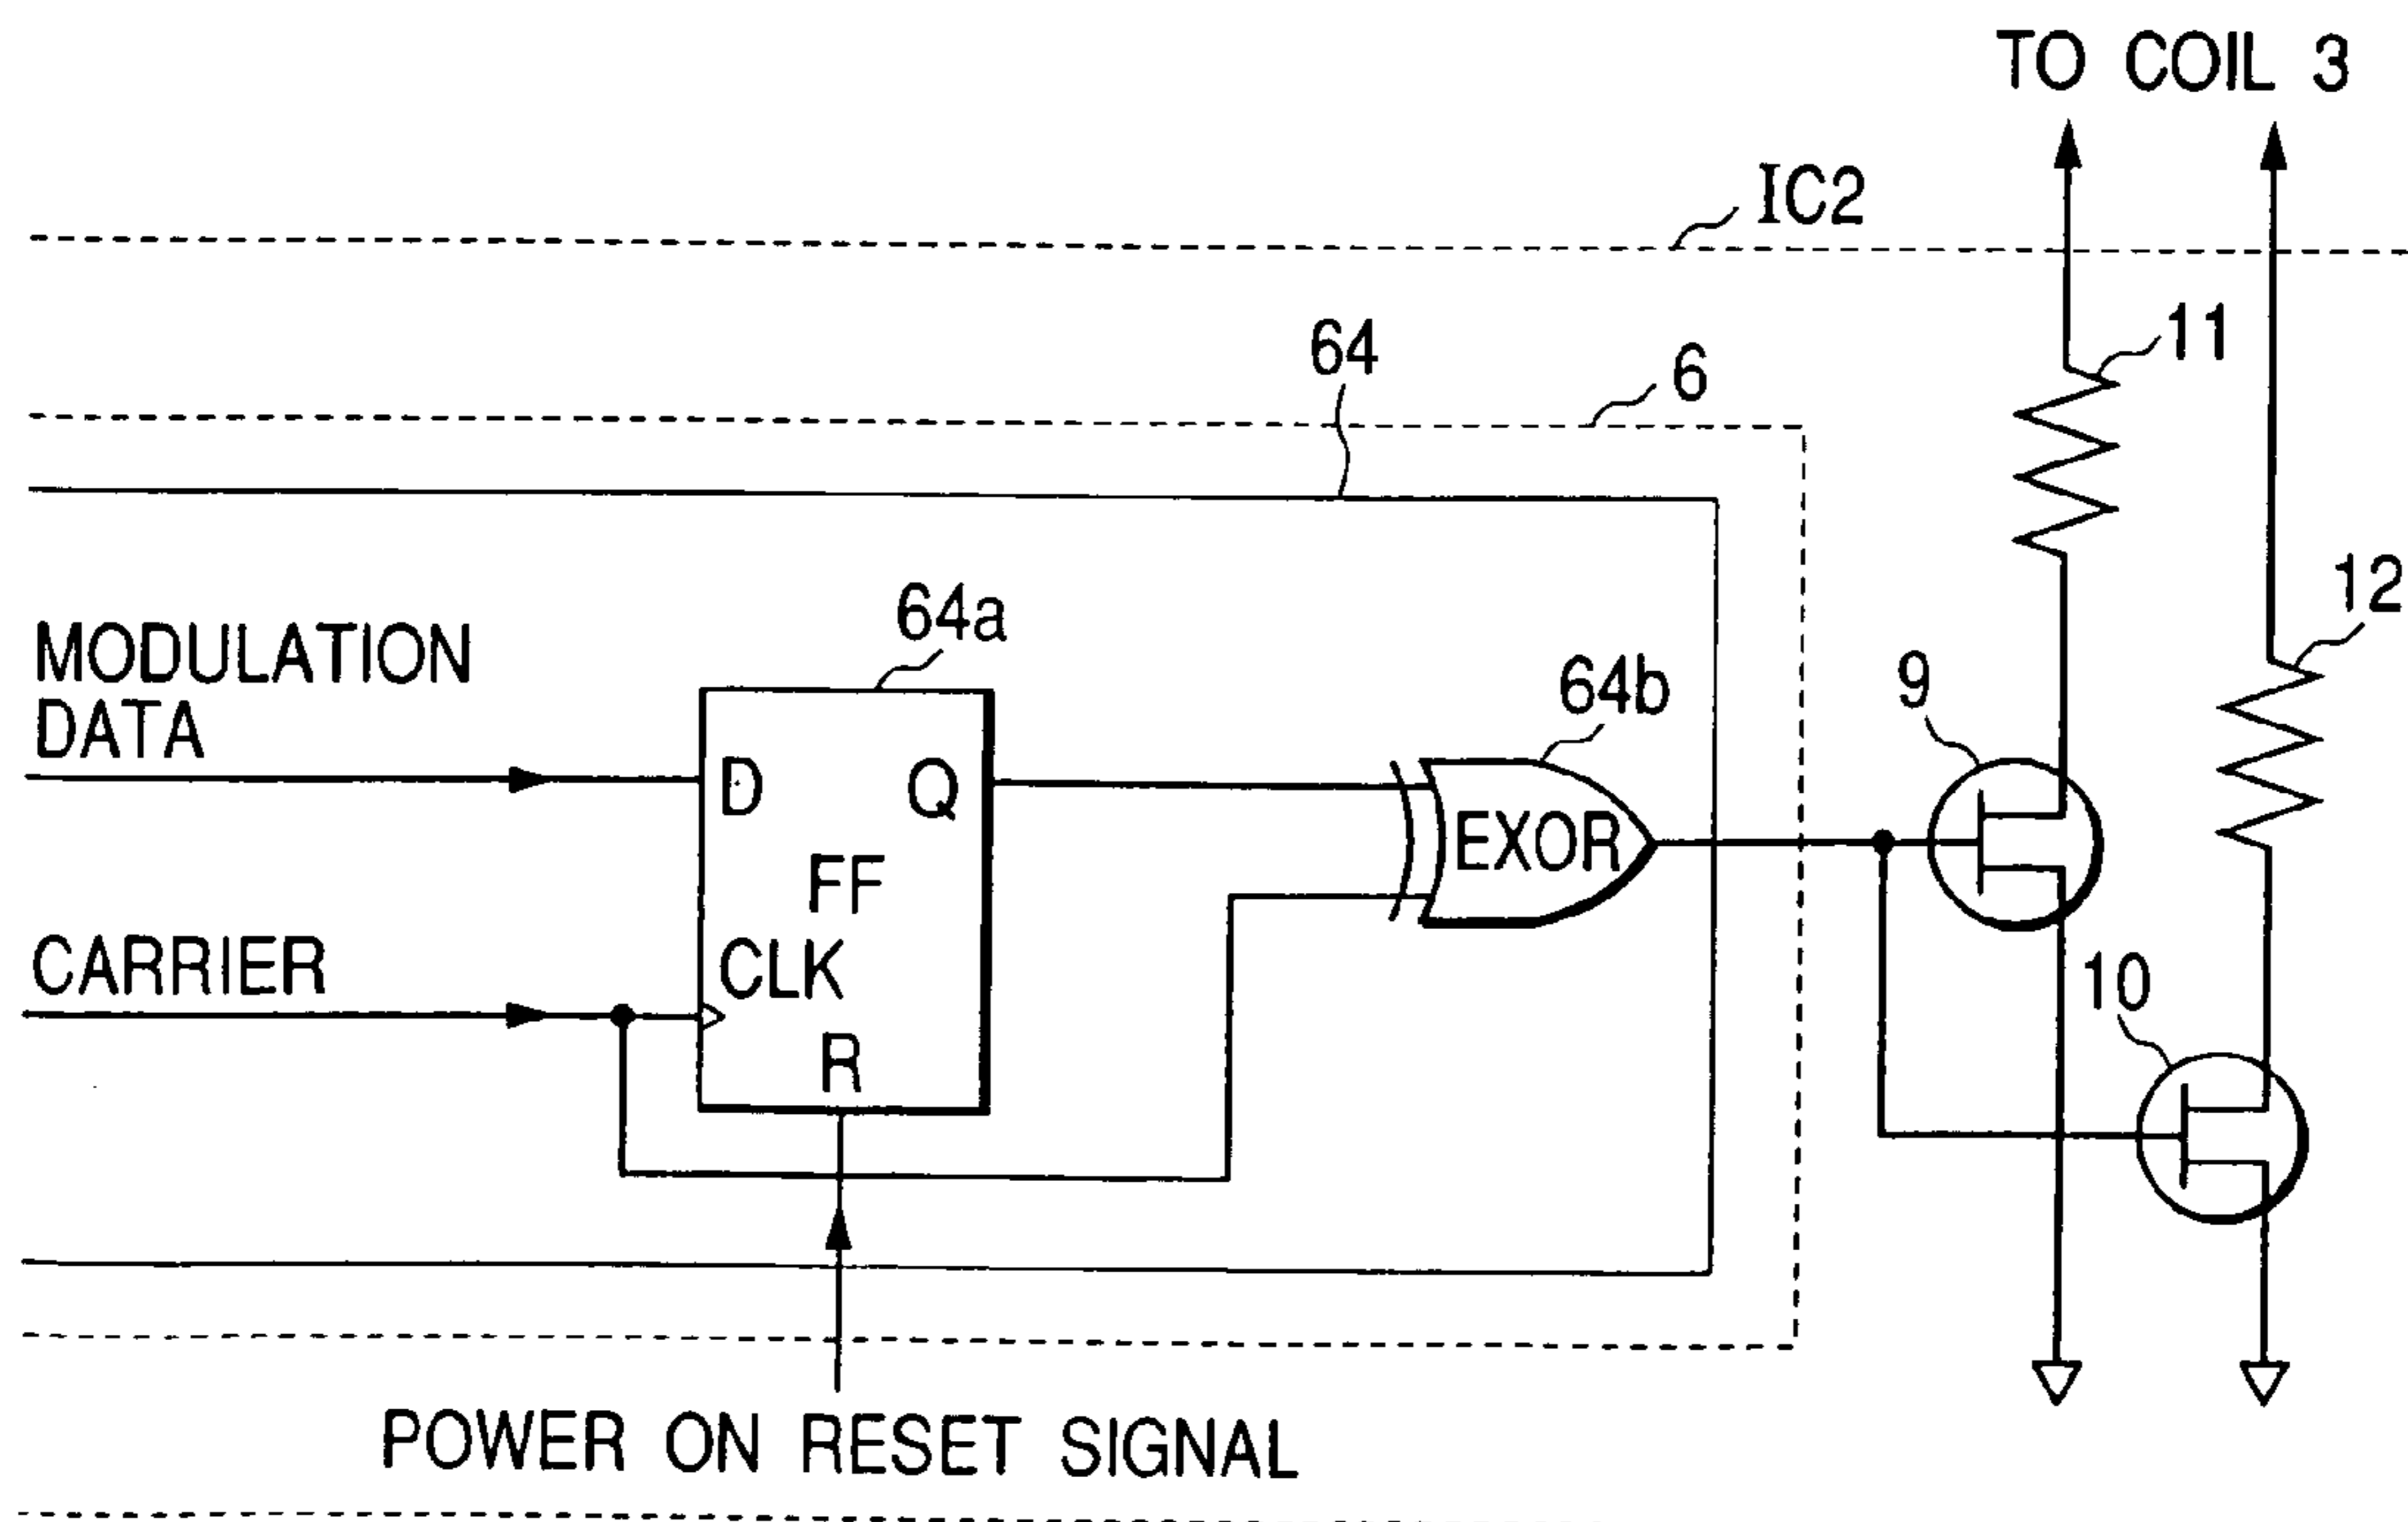 TO COIL 3
IC2
11
64
6
12
64a
MODULATION
DATA
64b
9
D
Q
EXOR
FF
CARRIER
CLK
10
R
POWER ON RESET SIGNAL